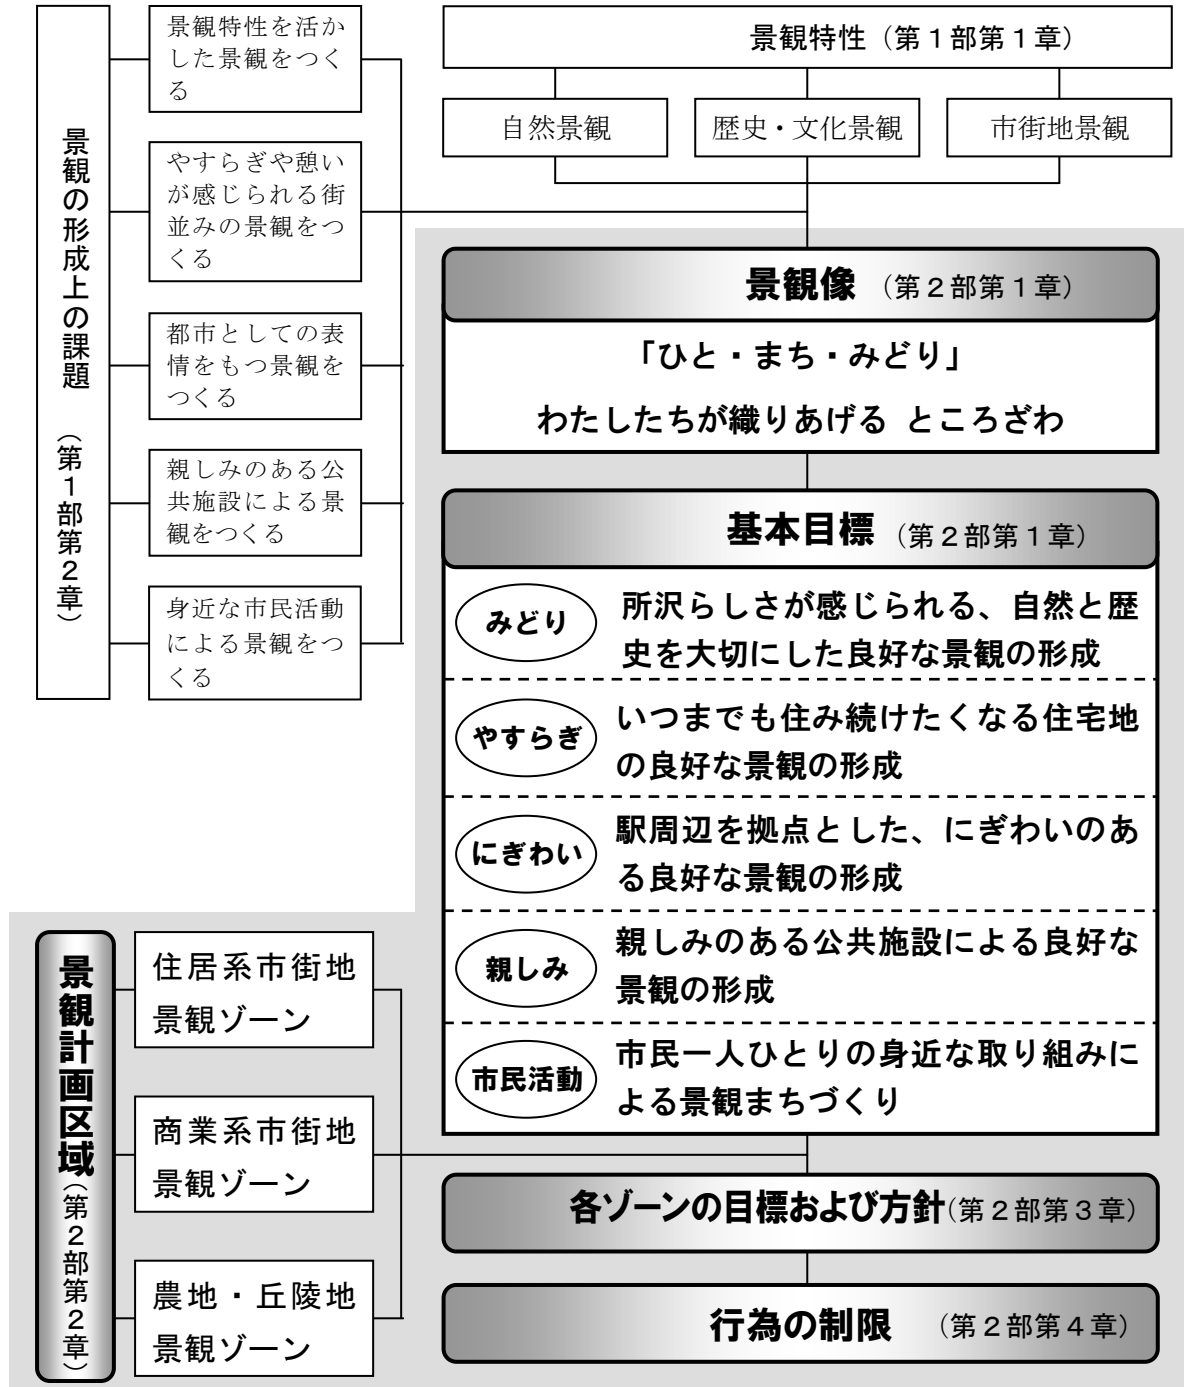 景観の形成上の課題（第１部第２章）
景観特性を活か
した景観をつく
る
やすらぎや憩い
が感じられる街
並みの景観をつ
くる
都市としての表
情をもつ景観を
つくる
親しみのある公
共施設による景
観をつくる
身近な市民活動
による景観をつ
くる
景観特性（第１部第１章）
自然景観
歴史・文化景観
市街地景観
景観像（第２部第１章）
「ひと・まち・みどり」
わたしたちが織りあげる ところざわ
基本目標（第２部第１章）
みどり
所沢らしさが感じられる、自然と歴
史を大切にした良好な景観の形成
やすらぎ
いつまでも住み続けたくなる住宅地
の良好な景観の形成
にぎわい
駅周辺を拠点とした、にぎわいのあ
る良好な景観の形成
親しみ
親しみのある公共施設による良好な
景観の形成
市民活動
市民一人ひとりの身近な取り組みに
よる景観まちづくり
景観計画区域（第２部第２章）
住居系市街地
景観ゾーン
商業系市街地
景観ゾーン
農地・丘陵地
景観ゾーン
各ゾーンの目標および方針（第２部第３章）
行為の制限（第２部第４章）